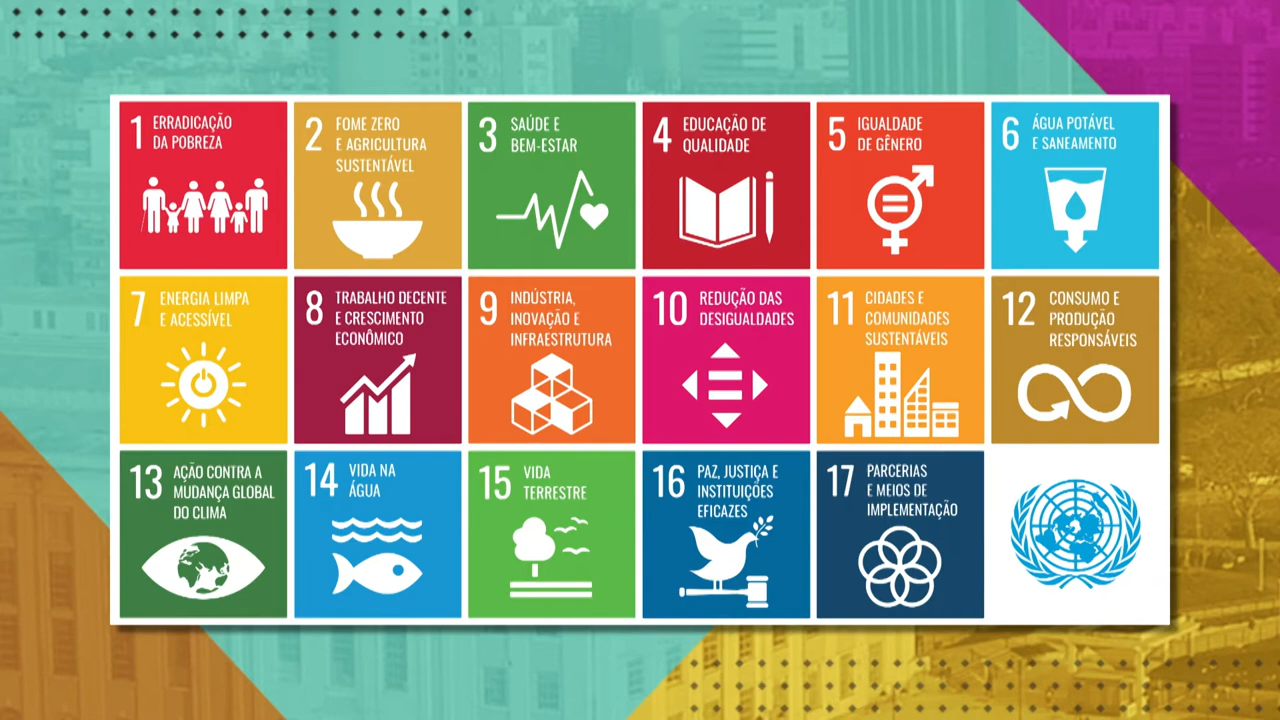 1 ERRADICAÇÃO
DA POBREZA
2 FOME ZERO
E AGRICULTURA
SUSTENTÁVEL
3 SAÚDE E
BEM-ESTAR
4 EDUCAÇÃO DE
QUALIDADE
5 IGUALDADE
DE GÊNERO
6 ÁGUA POTÁVEL
E SANEAMENTO
7 ENERGIA LIMPA
E ACESSÍVEL
8 TRABALHO DECENTE
E CRESCIMENTO
ECONÔMICO
9 INDÚSTRIA,
INOVAÇÃO E
INFRAESTRUTURA
10 REDUÇÃO DAS
DESIGUALDADES
11 CIDADES E
COMUNIDADES
SUSTENTÁVEIS
12 CONSUMO E
PRODUÇÃO
RESPONSÁVEIS
13 AÇÃO CONTRA A
MUDANÇA GLOBAL
DO CLIMA
14 VIDA NA
ÁGUA
15 VIDA
TERRESTRE
16 PAZ, JUSTIÇA E
INSTITUIÇÕES
EFICAZES
17 PARCERIAS
E MEIOS DE
IMPLEMENTAÇÃO